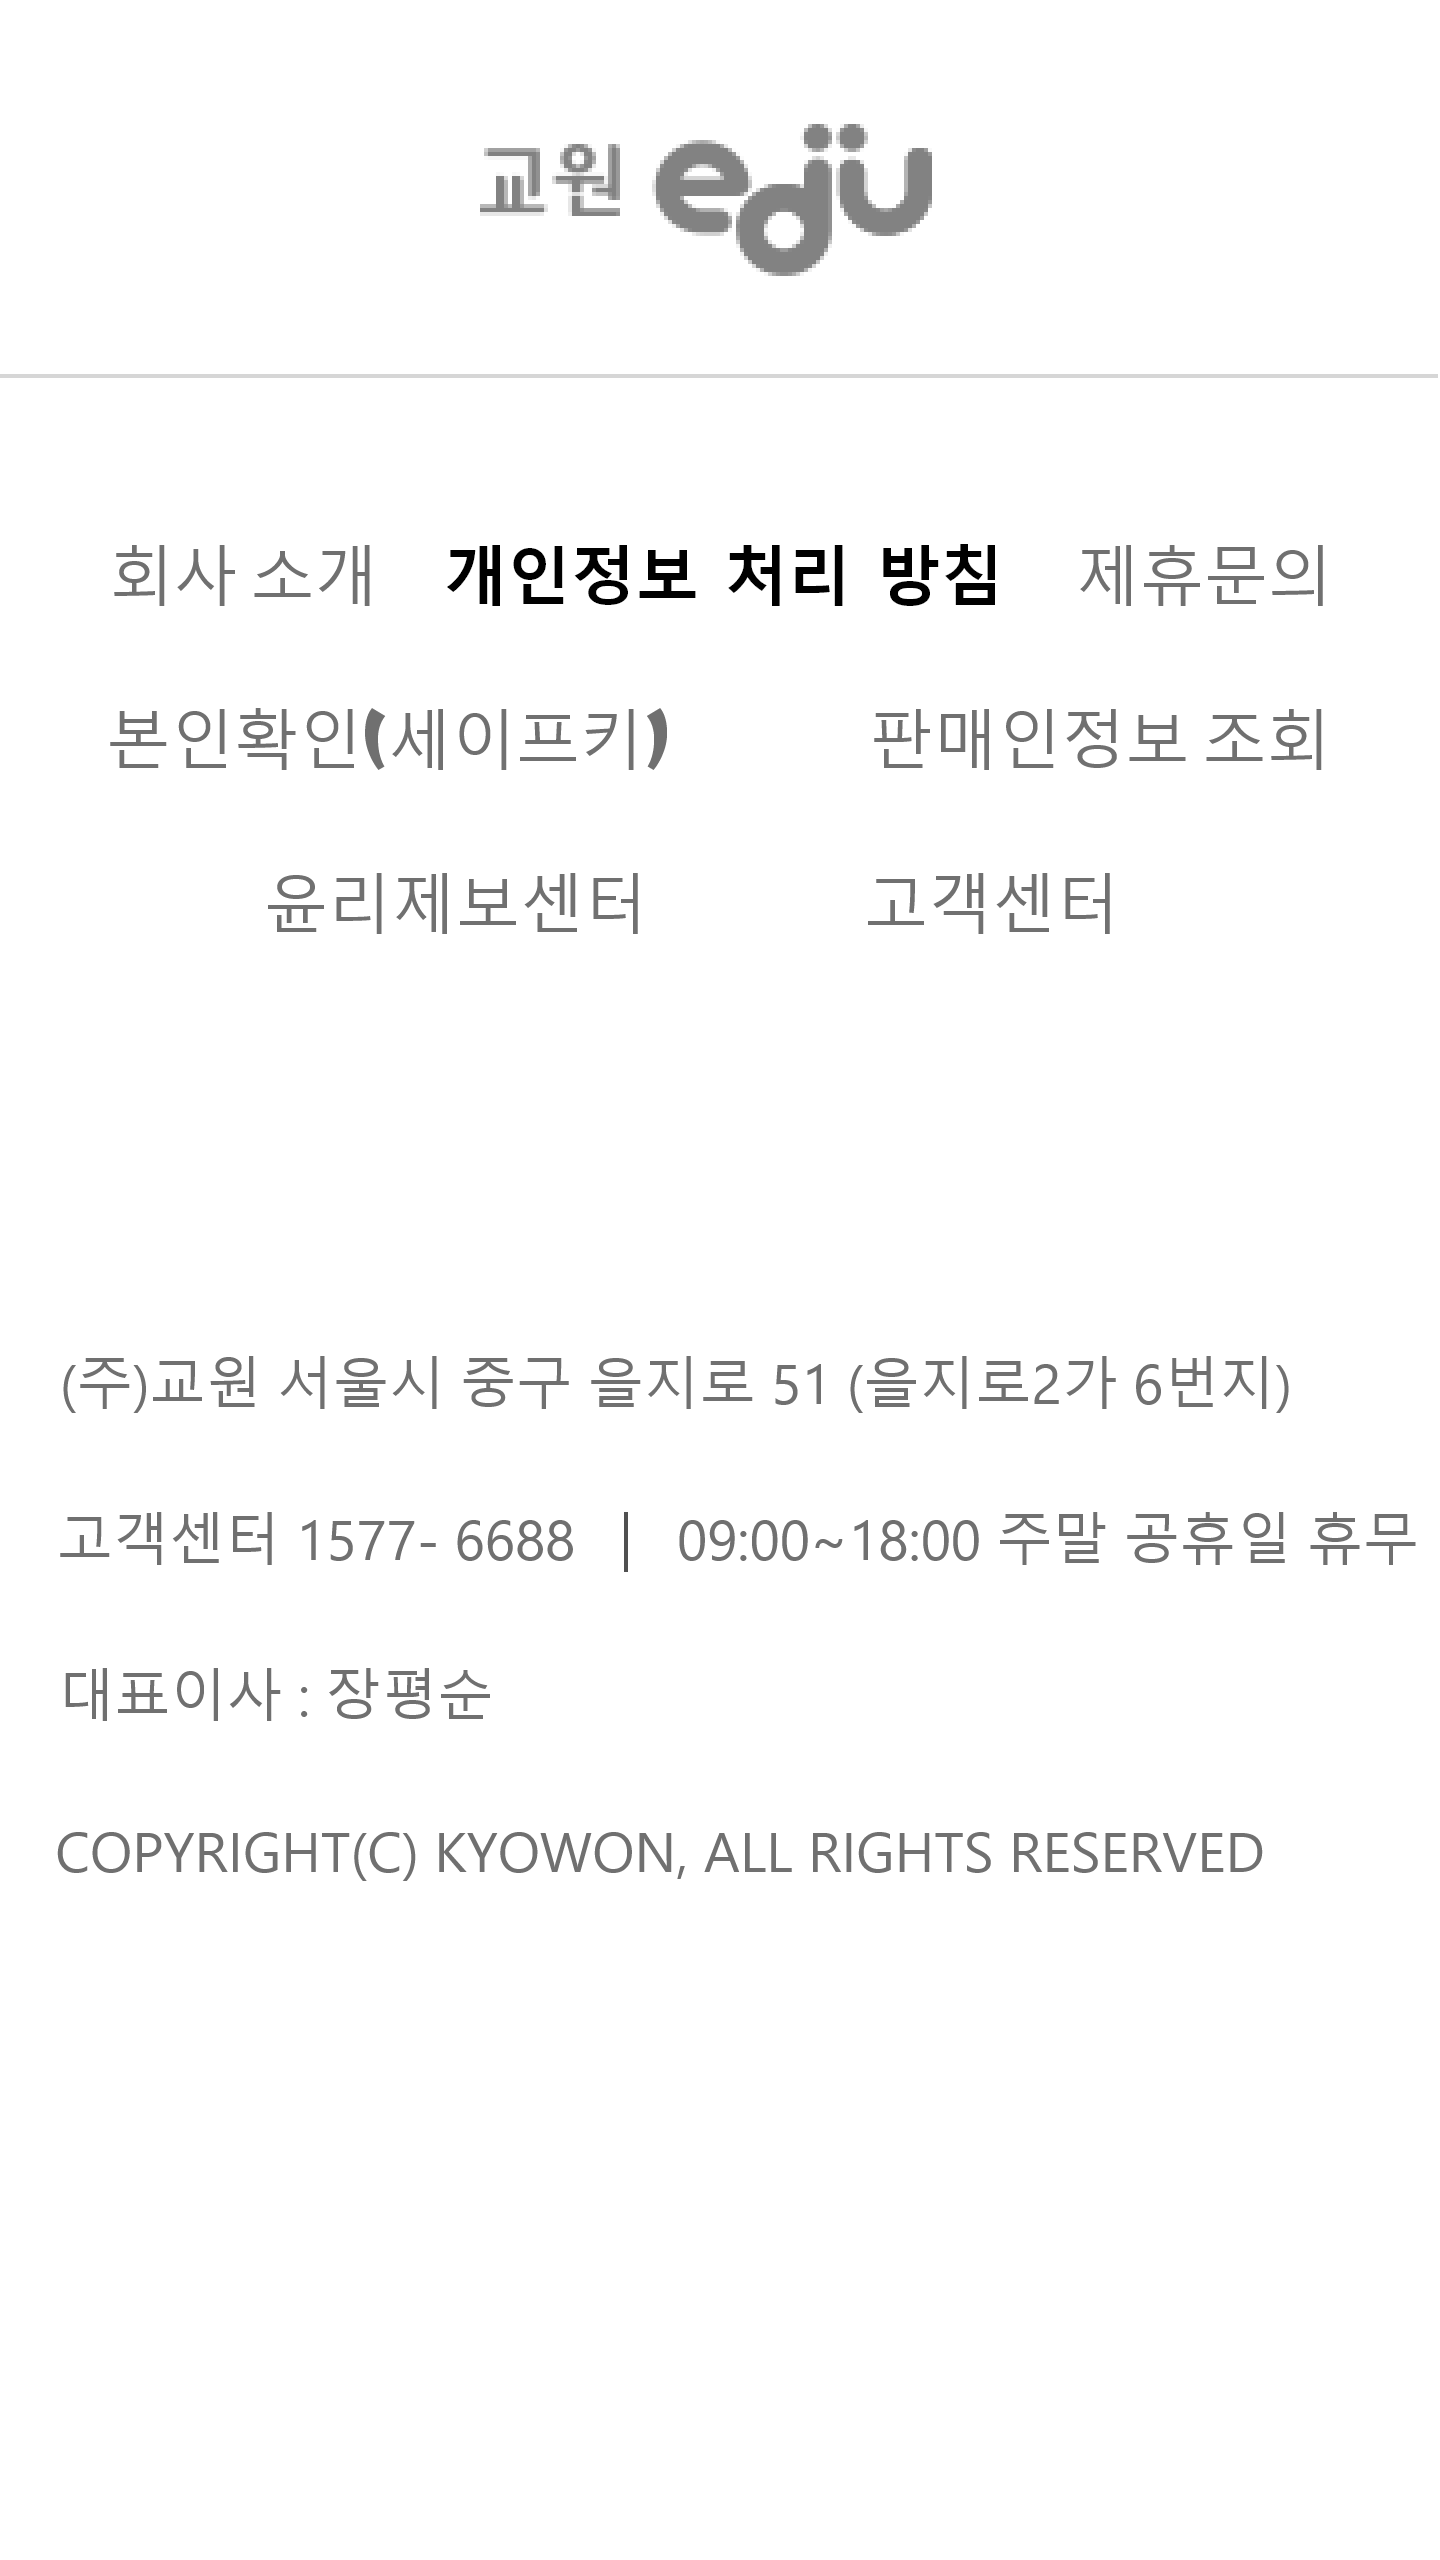 교원 edu
회사 소개 개인정보 처리 방침 제휴문의
본인확인(세이프키) 판매인정보 조회
윤리제보센터 고객센터
(주)교원 서울시 중구 을지로 51 (을지로2가 6번지)
고객센터 1577- 6688 | 09:00~18:00 주말 공휴일 휴무
대표이사 : 장평순
COPYRIGHT(C) KYOWON, ALL RIGHTS RESERVED